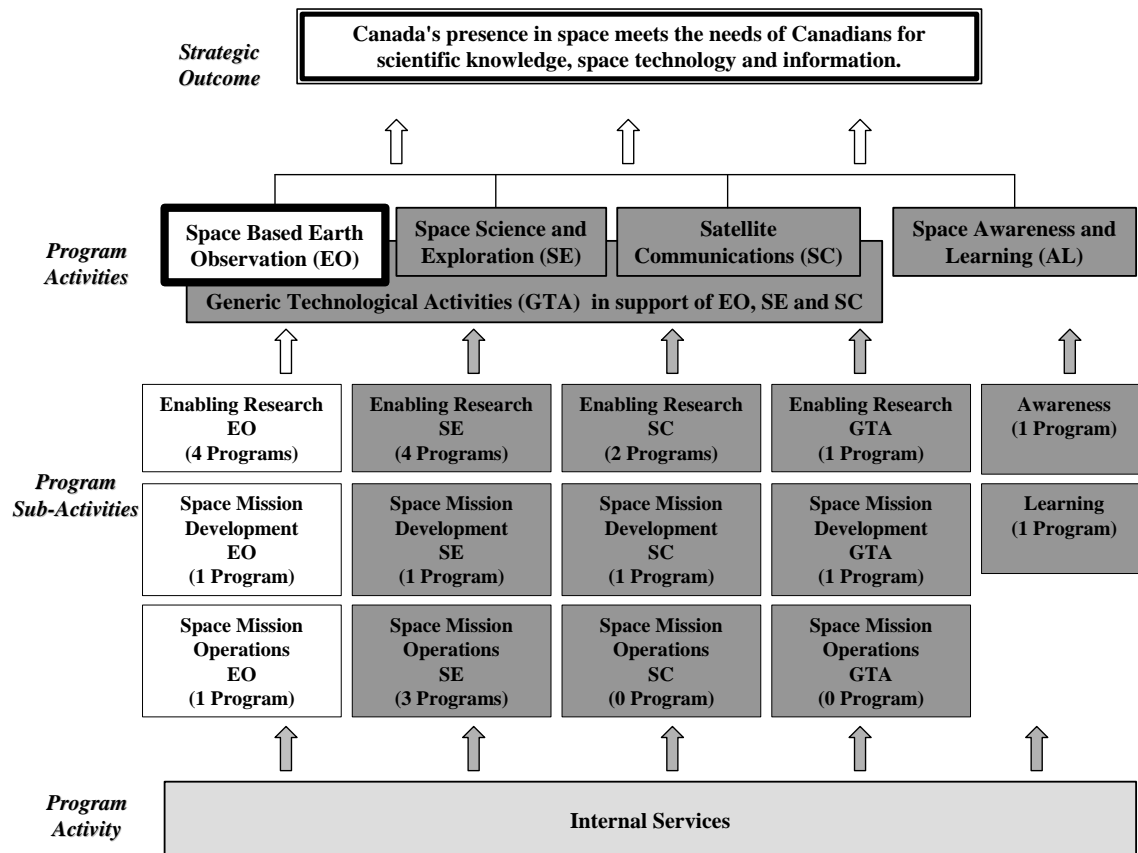 Strategic
Outcome
Canada's presence in space meets the needs of Canadians for
scientific knowledge, space technology and information.
Program
Activities
Space Based Earth
Observation (EO)
Space Science and
Exploration (SE)
Satellite
Communications (SC)
Space Awareness and
Learning (AL)
Generic Technological Activities (GTA) in support of EO, SE and SC
Program
Sub-Activities
Enabling Research
EO
(4 Programs)
Enabling Research
SE
(4 Programs)
Enabling Research
SC
(2 Programs)
Enabling Research
GTA
(1 Program)
Awareness
(1 Program)
Space Mission
Development
EO
(1 Program)
Space Mission
Development
SE
(1 Program)
Space Mission
Development
SC
(1 Program)
Space Mission
Development
GTA
(1 Program)
Learning
(1 Program)
Space Mission
Operations
EO
(1 Program)
Space Mission
Operations
SE
(3 Programs)
Space Mission
Operations
SC
(0 Program)
Space Mission
Operations
GTA
(0 Program)
Program
Activity
Internal Services